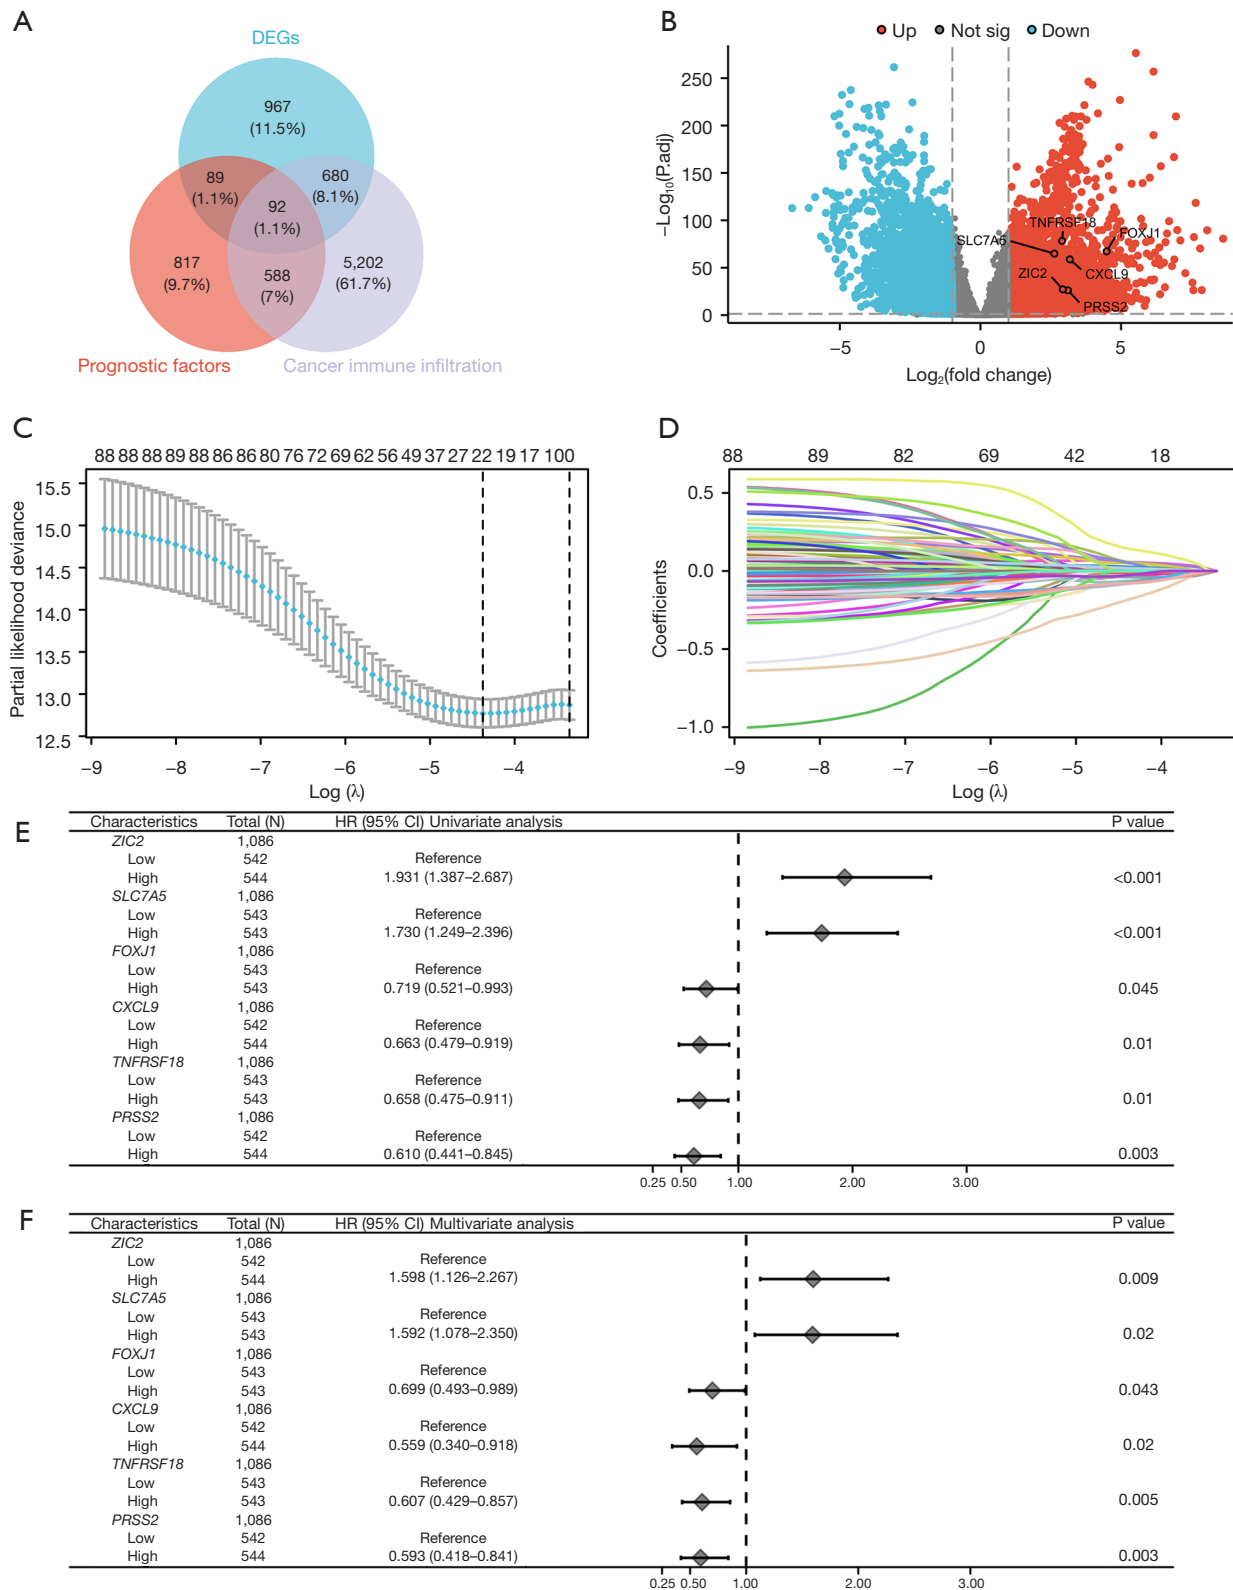 A
DEGs
967
(11.5%)
89
(1.1%)
680
(8.1%)
92
(1.1%)
817
(9.7%)
588
(7%)
5,202
(61.7%)
Prognostic factors
Cancer immune infiltration
B
Up Not sig Down
−Log10(P.adj)
250
200
150
100
50
0
TNFRSF18
SLC7A5
FOXJ1
ZIC2
CXCL9
PRSS2
−5 0 5
Log2(fold change)
C
88 88 88 89 88 86 86 80 76 72 69 62 56 49 37 27 22 19 17 100
Partial likelihood deviance
15.5
15.0
14.5
14.0
13.5
13.0
12.5
−9 −8 −7 −6 −5 −4
Log (λ)
D
88 89 82 69 42 18
Coefficients
0.5
0.0
−0.5
−1.0
−9 −8 −7 −6 −5 −4
Log (λ)
E
Characteristics Total (N) HR (95% CI) Univariate analysis P value
ZIC2 1,086
Low 542 Reference
High 544 1.931 (1.387–2.687) <0.001
SLC7A5 1,086
Low 543 Reference
High 543 1.730 (1.249–2.396) <0.001
FOXJ1 1,086
Low 543 Reference
High 543 0.719 (0.521–0.993) 0.045
CXCL9 1,086
Low 542 Reference
High 544 0.663 (0.479–0.919) 0.01
TNFRSF18 1,086
Low 543 Reference
High 543 0.658 (0.475–0.911) 0.01
PRSS2 1,086
Low 542 Reference
High 544 0.610 (0.441–0.845) 0.003
0.25 0.50 1.00 2.00 3.00
F
Characteristics Total (N) HR (95% CI) Multivariate analysis P value
ZIC2 1,086
Low 542 Reference
High 544 1.598 (1.126–2.267) 0.009
SLC7A5 1,086
Low 543 Reference
High 543 1.592 (1.078–2.350) 0.02
FOXJ1 1,086
Low 543 Reference
High 543 0.699 (0.493–0.989) 0.043
CXCL9 1,086
Low 542 Reference
High 544 0.559 (0.340–0.918) 0.02
TNFRSF18 1,086
Low 543 Reference
High 543 0.607 (0.429–0.857) 0.005
PRSS2 1,086
Low 542 Reference
High 544 0.593 (0.418–0.841) 0.003
0.25 0.50 1.00 2.00 3.00